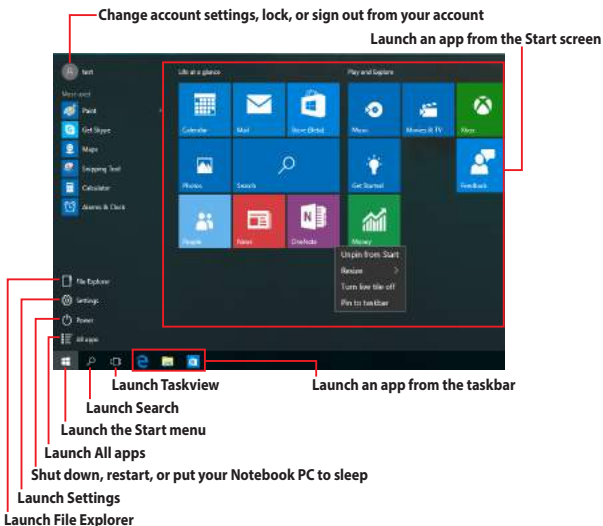 Change account settings, lock, or sign out from your account
Launch an app from the Start screen
test
Life at a glance
Play and Explore
Most used
Paint
Get Skype
Maps
Snipping Tool
Calculator
Alarms & Clock
Calendar
Mail
Store (Beta)
Music
Movies & TV
Xbox
Photos
Search
Get Started
Feedback
People
News
OneNote
Money
Unpin from Start
Resize
Turn live tile off
Pin to taskbar
File Explorer
Settings
Power
All apps
Launch Taskview
Launch an app from the taskbar
Launch Search
Launch the Start menu
Launch All apps
Shut down, restart, or put your Notebook PC to sleep
Launch Settings
Launch File Explorer